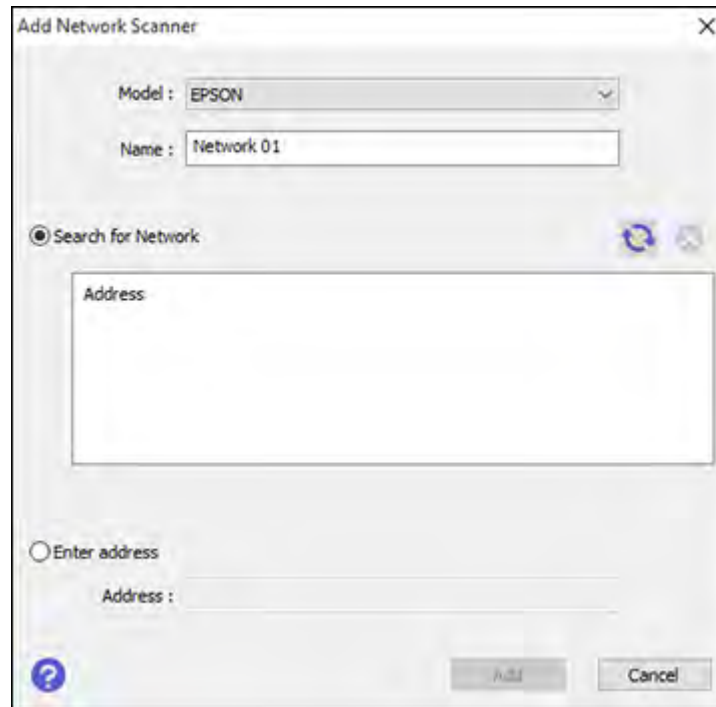 Add Network Scanner
Model : EPSON
Name : Network 01
Search for Network
Address
Enter address
Address :
Add Cancel